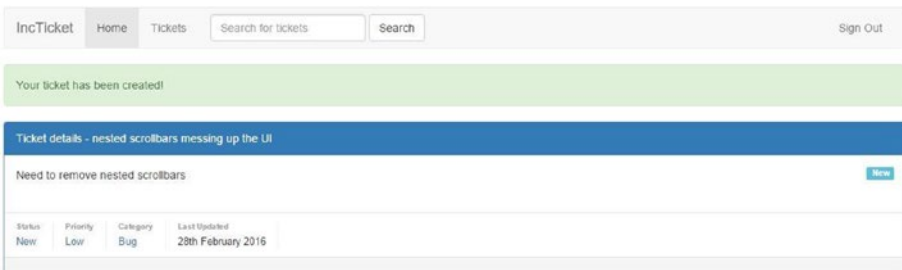 IncTicket Home Tickets Search for tickets Search Sign Out
Your ticket has been created!
Ticket details - nested scrollbars messing up the UI
Need to remove nested scrollbars New
Status Priority Category Last Updated
New Low Bug 28th February 2016